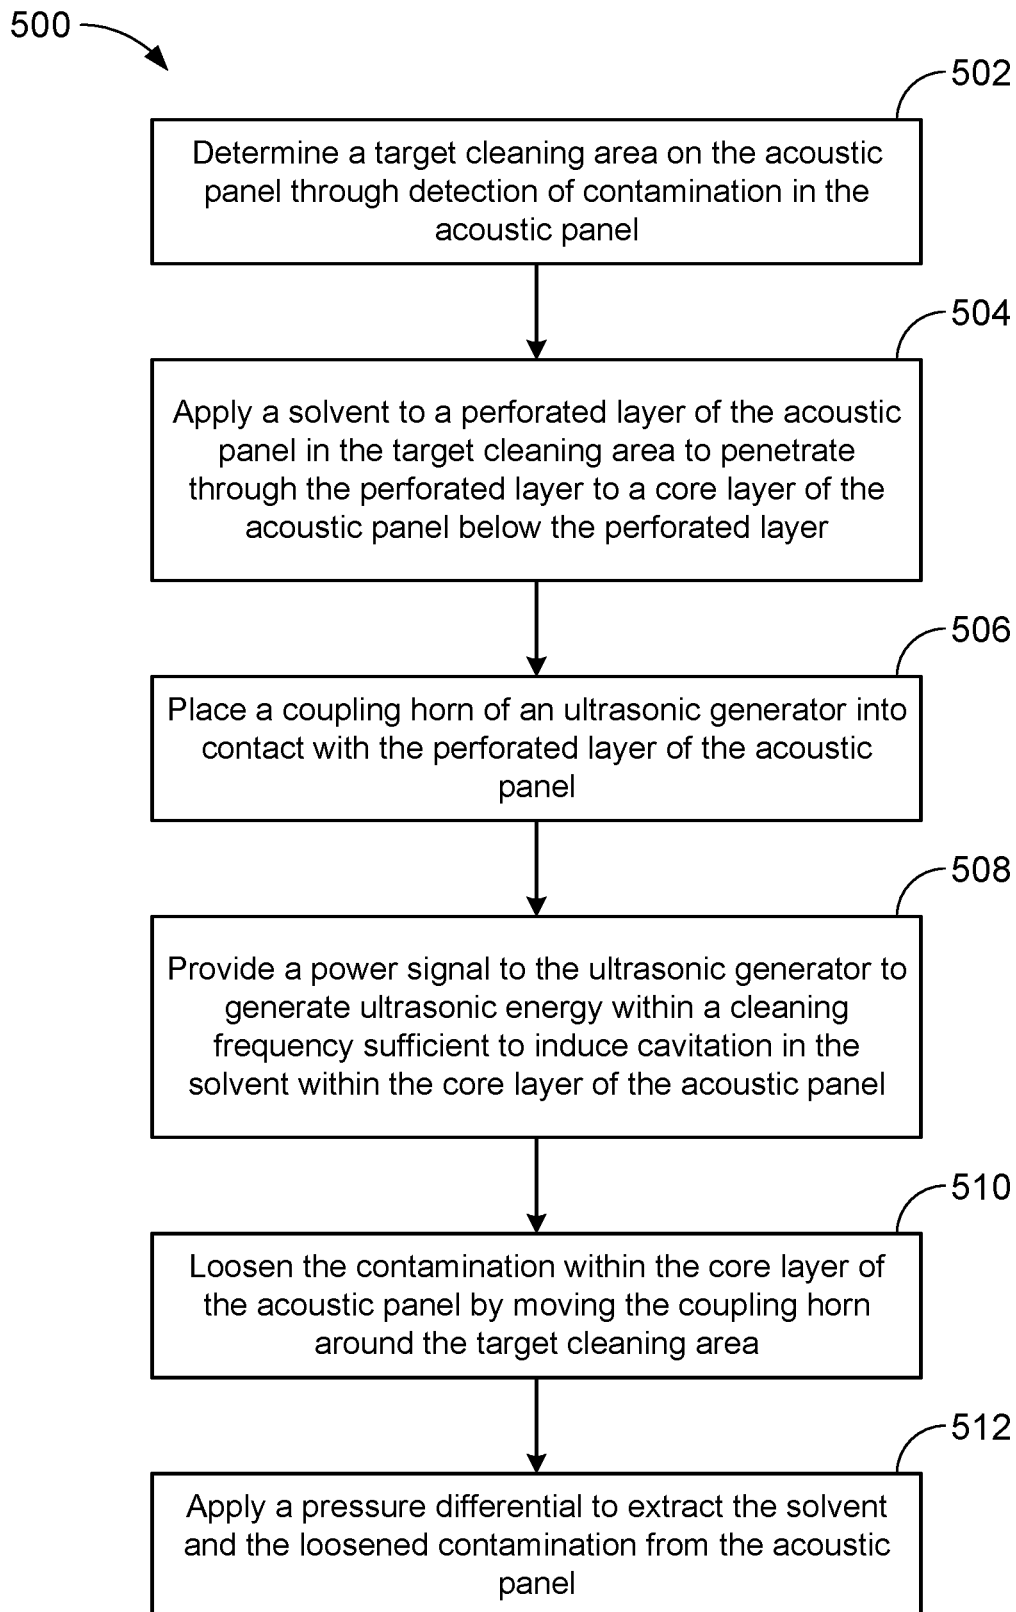 500
502
Determine a target cleaning area on the acoustic
panel through detection of contamination in the
acoustic panel
504
Apply a solvent to a perforated layer of the acoustic
panel in the target cleaning area to penetrate
through the perforated layer to a core layer of the
acoustic panel below the perforated layer
506
Place a coupling horn of an ultrasonic generator into
contact with the perforated layer of the acoustic
panel
508
Provide a power signal to the ultrasonic generator to
generate ultrasonic energy within a cleaning
frequency sufficient to induce cavitation in the
solvent within the core layer of the acoustic panel
510
Loosen the contamination within the core layer of
the acoustic panel by moving the coupling horn
around the target cleaning area
512
Apply a pressure differential to extract the solvent
and the loosened contamination from the acoustic
panel